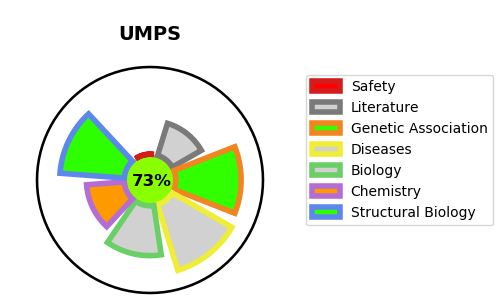 UMPS
73%
Safety
Literature
Genetic Association
Diseases
Biology
Chemistry
Structural Biology